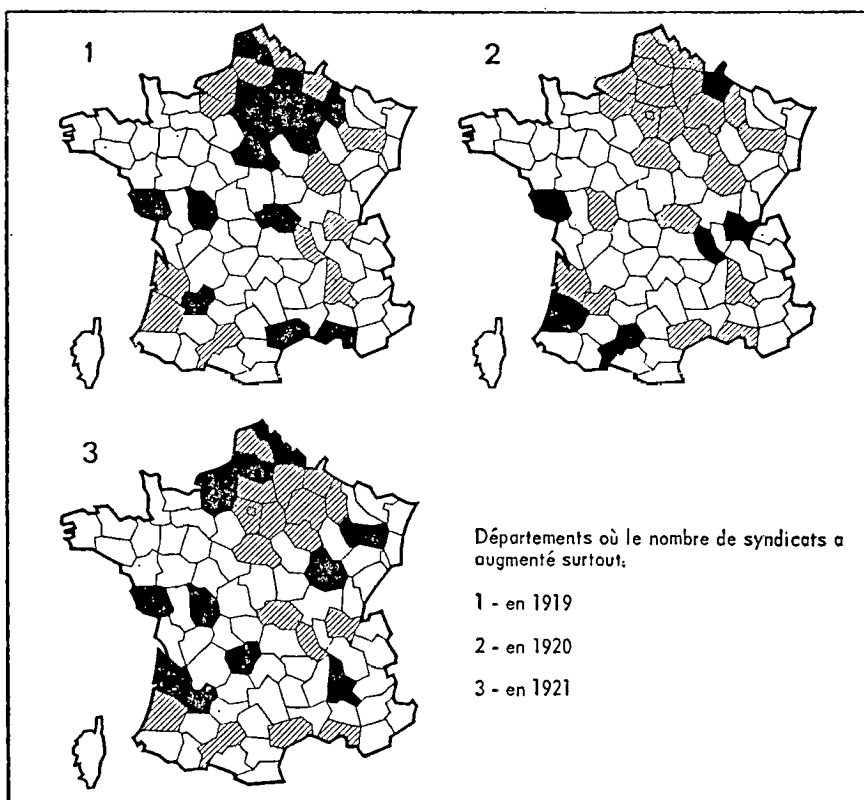 1
2
3
Départements où le nombre de syndicats a
augmenté surtout:
1 - en 1919
2 - en 1920
3 - en 1921